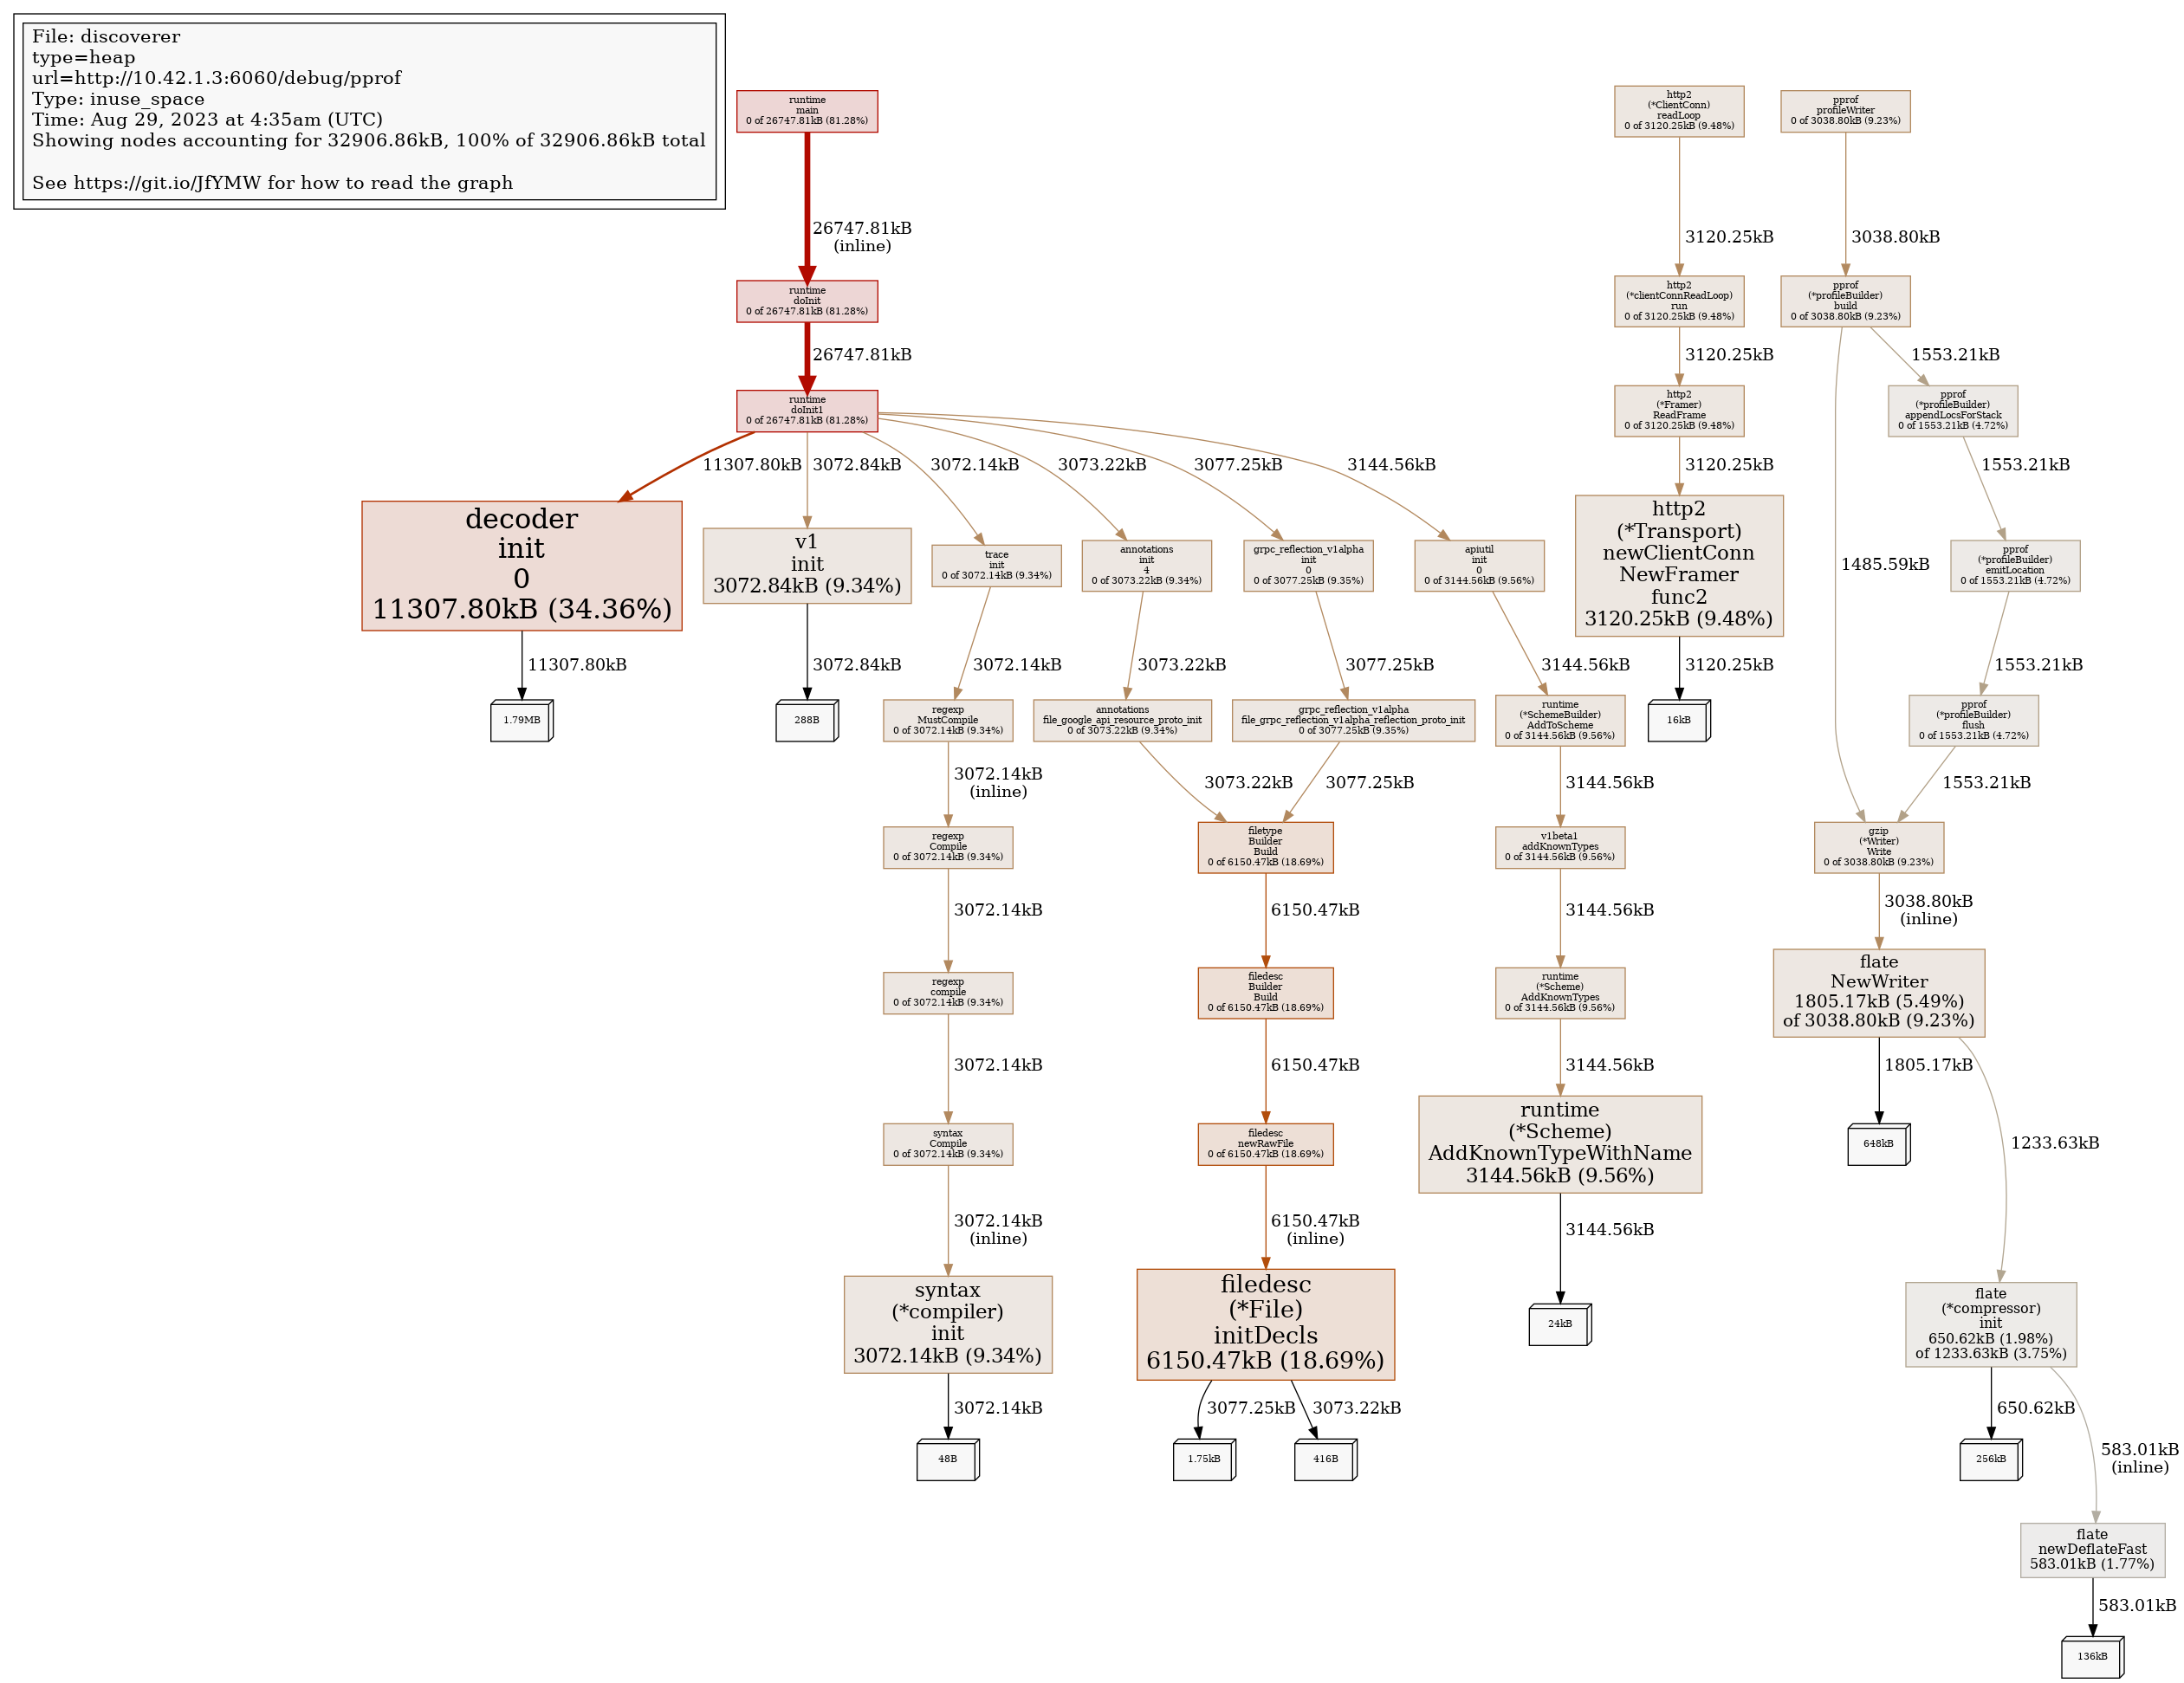 File: discoverer
type=heap
url=http://10.42.1.3:6060/debug/pprof
Type: inuse_space
Time: Aug 29, 2023 at 4:35am (UTC)
Showing nodes accounting for 32906.86kB, 100% of 32906.86kB total
See https://git.io/JfYMW for how to read the graph
runtime
main
0 of 26747.81kB (81.28%)
http2
(*ClientConn)
readLoop
0 of 3120.25kB (9.48%)
pprof
profileWriter
0 of 3038.80kB (9.23%)
26747.81kB
(inline)
3120.25kB
3038.80kB
runtime
doInit
0 of 26747.81kB (81.28%)
http2
(*clientConnReadLoop)
run
0 of 3120.25kB (9.48%)
pprof
(*profileBuilder)
build
0 of 3038.80kB (9.23%)
26747.81kB
3120.25kB
1553.21kB
runtime
doInit1
0 of 26747.81kB (81.28%)
http2
(*Framer)
ReadFrame
0 of 3120.25kB (9.48%)
pprof
(*profileBuilder)
appendLocsForStack
0 of 1553.21kB (4.72%)
11307.80kB
3072.84kB
3072.14kB
3073.22kB
3077.25kB
3144.56kB
3120.25kB
1553.21kB
decoder
init
0
11307.80kB (34.36%)
v1
init
3072.84kB (9.34%)
trace
init
0 of 3072.14kB (9.34%)
annotations
init
4
0 of 3073.22kB (9.34%)
grpc_reflection_v1alpha
init
0
0 of 3077.25kB (9.35%)
apiutil
init
0
0 of 3144.56kB (9.56%)
http2
(*Transport)
newClientConn
NewFramer
func2
3120.25kB (9.48%)
1485.59kB
pprof
(*profileBuilder)
emitLocation
0 of 1553.21kB (4.72%)
11307.80kB
3072.84kB
3072.14kB
3073.22kB
3077.25kB
3144.56kB
3120.25kB
1553.21kB
1.79MB
288B
regexp
MustCompile
0 of 3072.14kB (9.34%)
annotations
file_google_api_resource_proto_init
0 of 3073.22kB (9.34%)
grpc_reflection_v1alpha
file_grpc_reflection_v1alpha_reflection_proto_init
0 of 3077.25kB (9.35%)
runtime
(*SchemeBuilder)
AddToScheme
0 of 3144.56kB (9.56%)
16kB
pprof
(*profileBuilder)
flush
0 of 1553.21kB (4.72%)
3072.14kB
(inline)
3073.22kB
3077.25kB
3144.56kB
1553.21kB
regexp
Compile
0 of 3072.14kB (9.34%)
filetype
Builder
Build
0 of 6150.47kB (18.69%)
v1beta1
addKnownTypes
0 of 3144.56kB (9.56%)
gzip
(*Writer)
Write
0 of 3038.80kB (9.23%)
3072.14kB
6150.47kB
3144.56kB
3038.80kB
(inline)
regexp
compile
0 of 3072.14kB (9.34%)
filedesc
Builder
Build
0 of 6150.47kB (18.69%)
runtime
(*Scheme)
AddKnownTypes
0 of 3144.56kB (9.56%)
flate
NewWriter
1805.17kB (5.49%)
of 3038.80kB (9.23%)
3072.14kB
6150.47kB
3144.56kB
1805.17kB
syntax
Compile
0 of 3072.14kB (9.34%)
filedesc
newRawFile
0 of 6150.47kB (18.69%)
runtime
(*Scheme)
AddKnownTypeWithName
3144.56kB (9.56%)
648kB
1233.63kB
3072.14kB
(inline)
6150.47kB
(inline)
3144.56kB
syntax
(*compiler)
init
3072.14kB (9.34%)
filedesc
(*File)
initDecls
6150.47kB (18.69%)
24kB
flate
(*compressor)
init
650.62kB (1.98%)
of 1233.63kB (3.75%)
3072.14kB
3077.25kB
3073.22kB
650.62kB
583.01kB
(inline)
48B
1.75kB
416B
256kB
flate
newDeflateFast
583.01kB (1.77%)
583.01kB
136kB